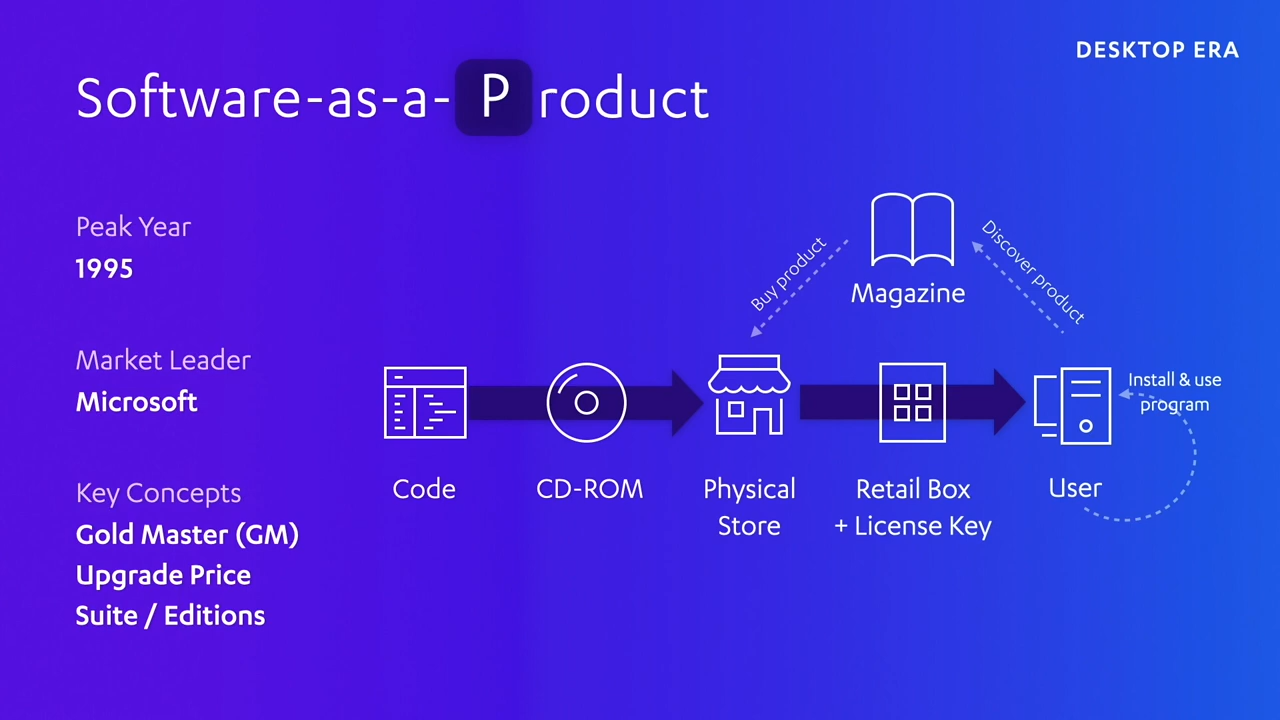 DESKTOP ERA
Software-as-a-Product
Peak Year
1995
Market Leader
Microsoft
Key Concepts
Gold Master (GM)
Upgrade Price
Suite / Editions
Buy product
Magazine
Discover product
Install & use
program
Code
CD-ROM
Physical
Store
Retail Box
+ License Key
User